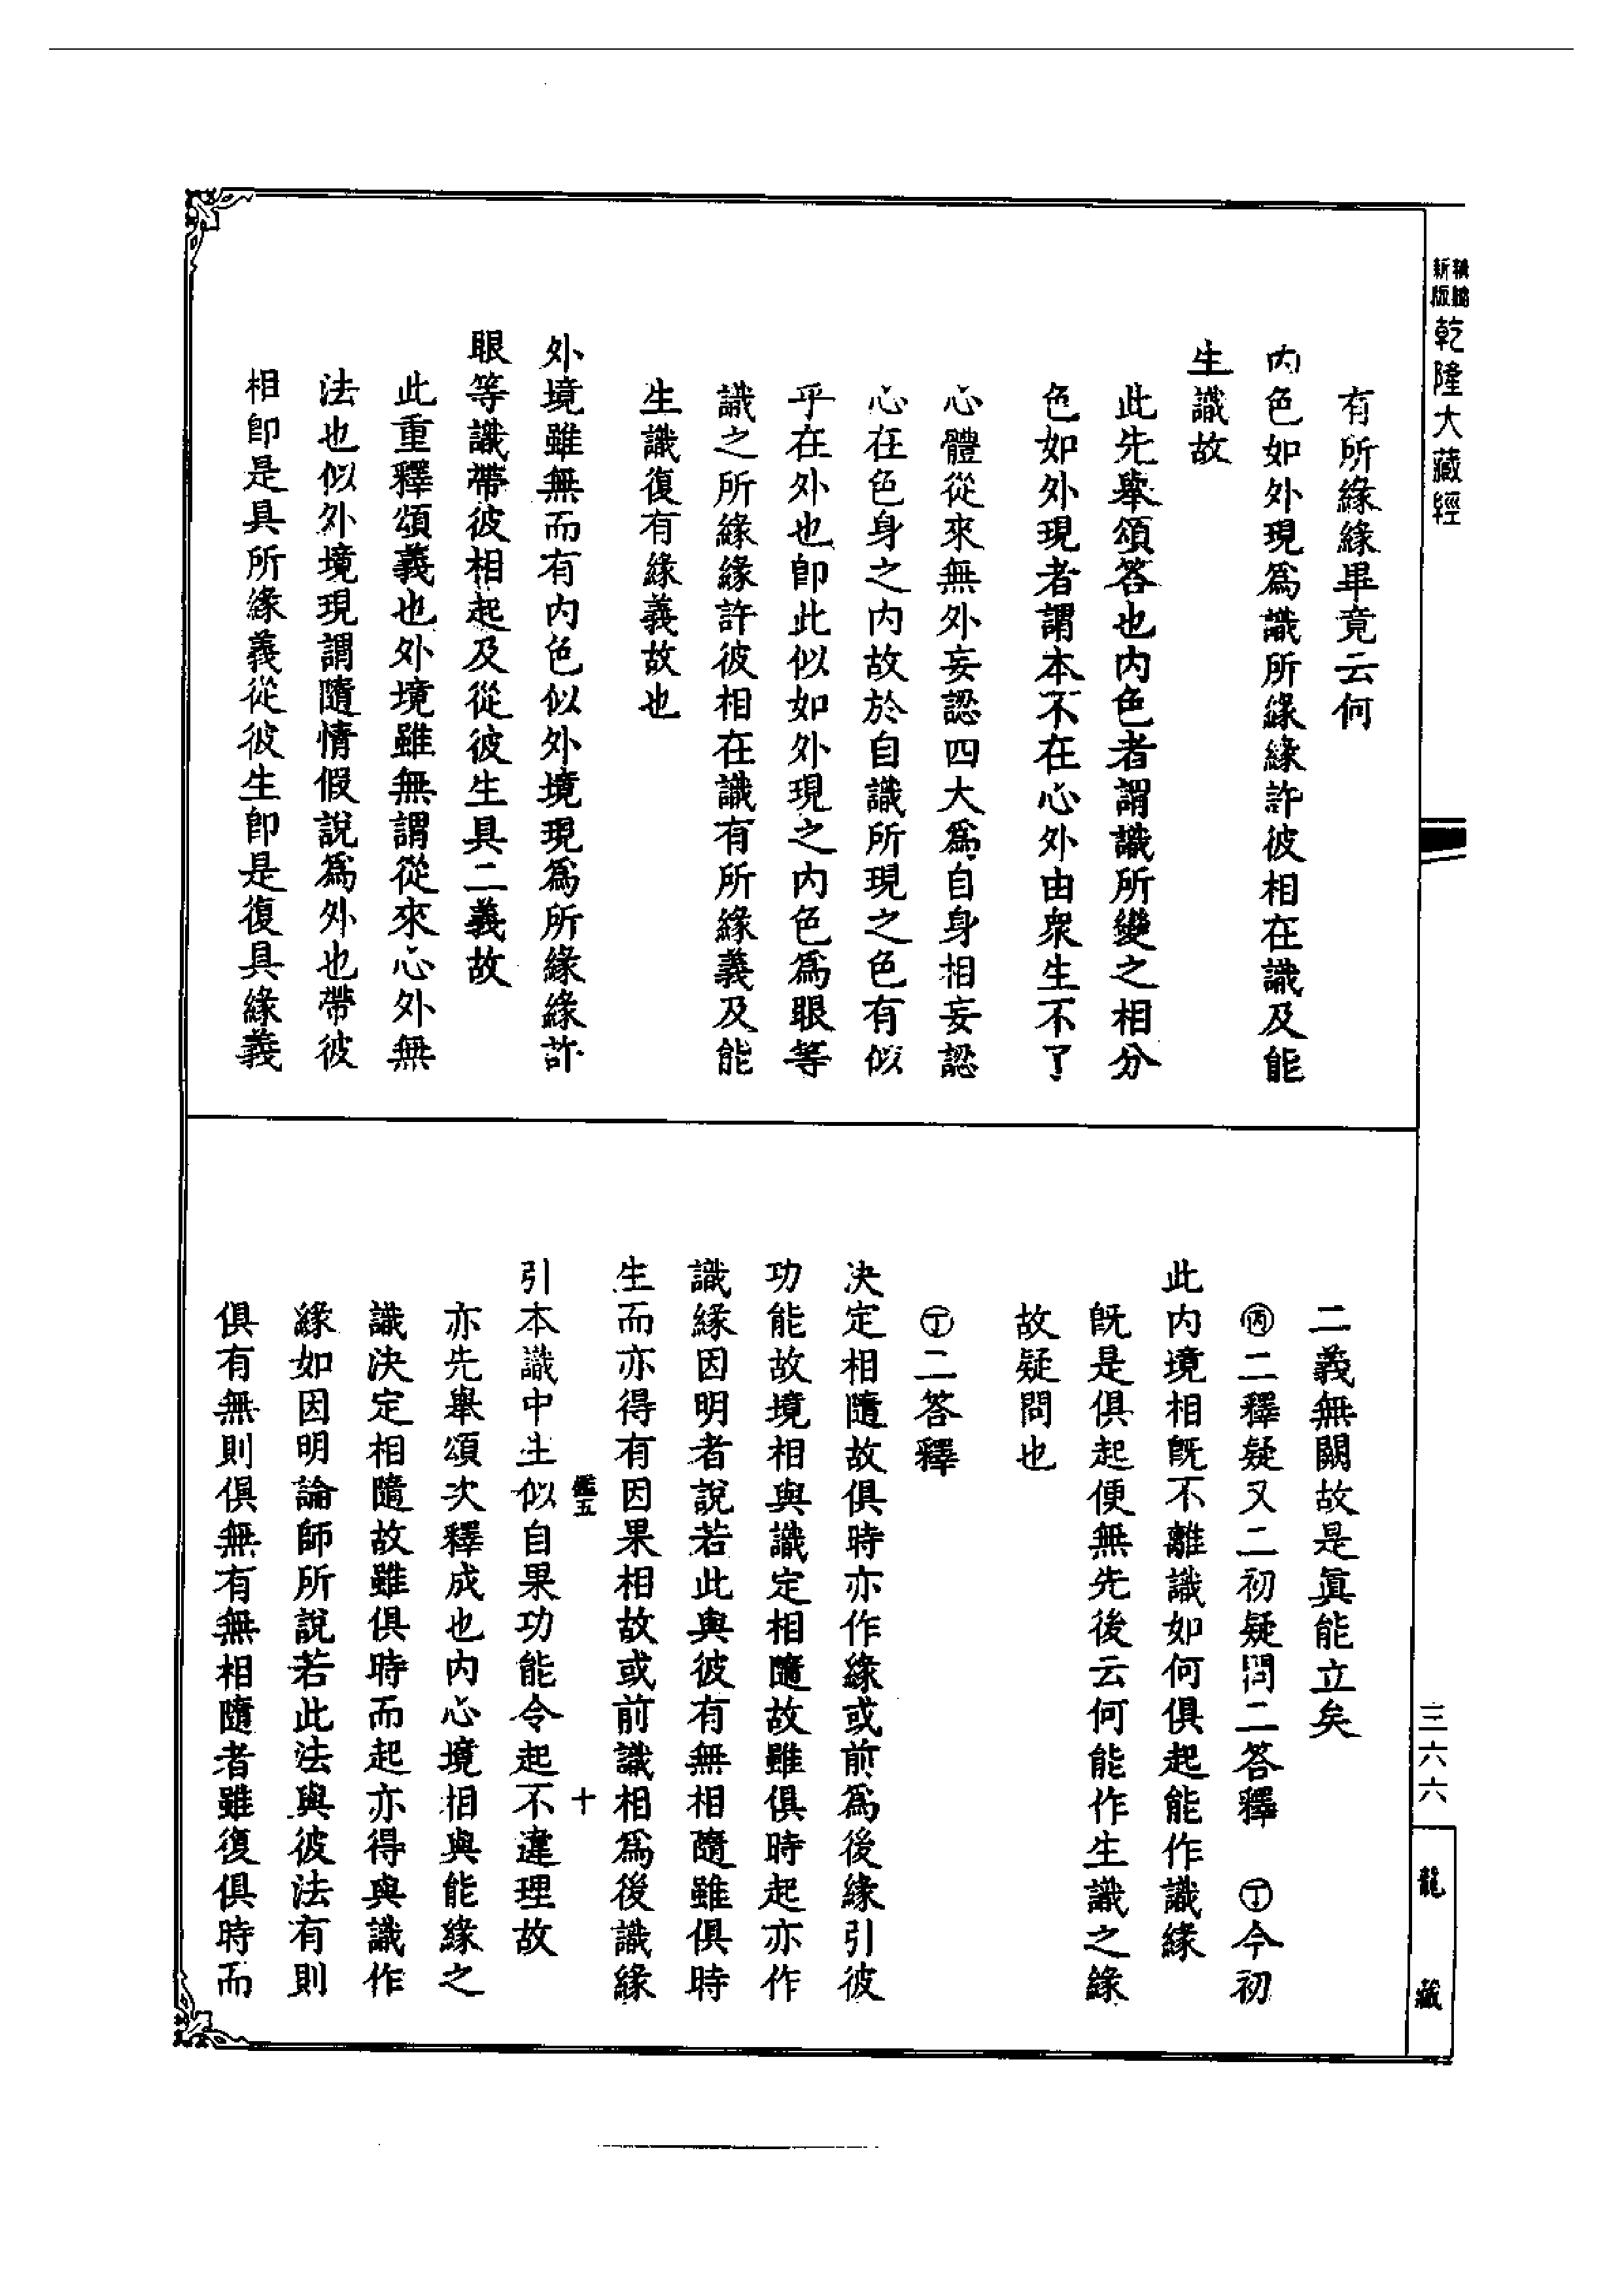 新版精縮
乾隆大藏經
有所緣緣畢竟云何
內色如外現爲識所緣緣許彼相在識及能
生識故
此先舉頌答也內色者謂識所變之相分
色如外現者謂本不在心外由衆生不了
心體從來無外妄認四大爲自身相妄認
心在色身之內故於自識所現之色有似
乎在外也卽此似如外現之內色爲眼等
識之所緣緣許彼相在識有所緣義及能
生識復有緣義故也
外境雖無而有內色似外境現爲所緣緣許
眼等識帶彼相起及從彼生具二義故
此重釋頌義也外境雖無謂從來心外無
法也似外境現謂隨情假說爲外也帶彼
相卽是具所緣義從彼生卽是復具緣義
二義無闕故是眞能立矣
㊅二釋疑又二初疑問二答釋　㊀今初
此內境相旣不離識如何俱起能作識緣
旣是俱起便無先後云何能作生識之緣
故疑問也
二答釋
決定相隨故俱時亦作緣或前爲後緣引彼
功能故境相與識定相隨故雖俱時起亦作
識緣因明者說若此與彼有無相隨雖俱時
生而亦得有因果相故或前識相爲後識緣
鑑五　十
引本識中生似自果功能令起不違理故
亦先舉頌次釋成也內心境相與能緣之
識決定相隨故雖俱時而起亦得與識作
緣如因明論師所說若此法與彼法有則
俱有無則俱無有無相隨者雖復俱時而
三六六
龍藏